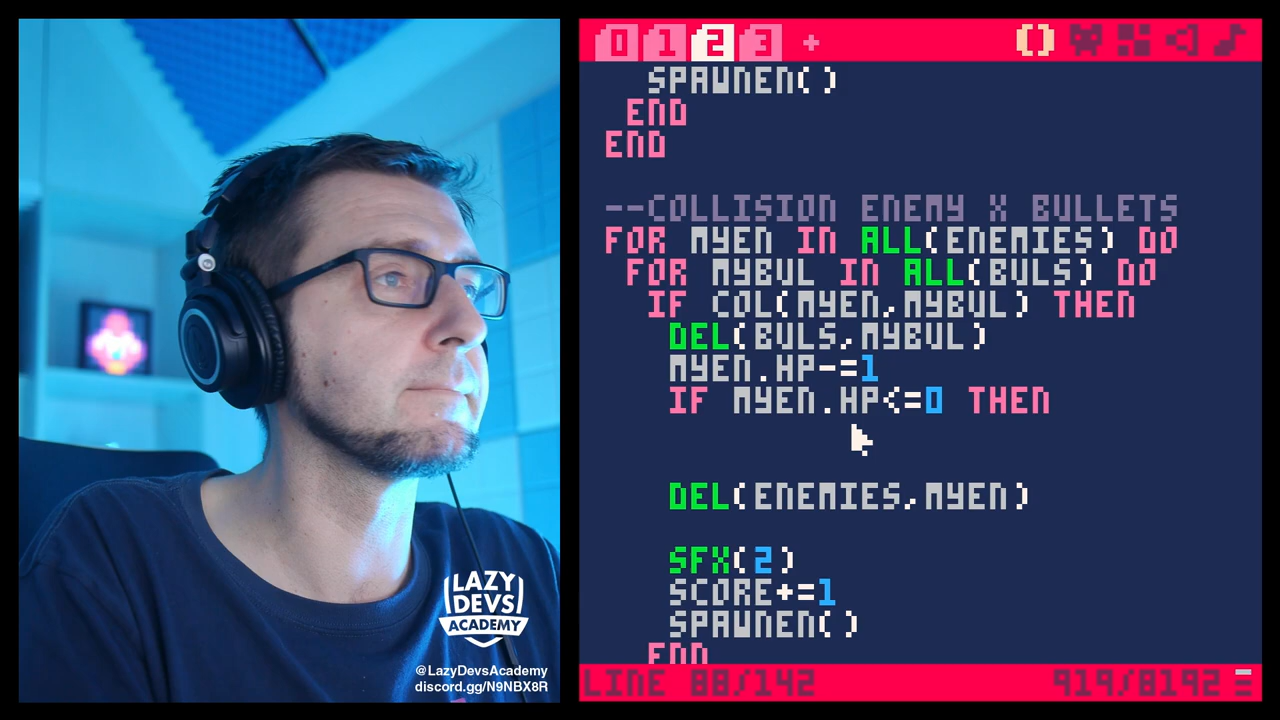 LAZY
DEVS
ACADEMY
@LazyDevsAcademy
discord.gg/N9NBX8R
0 1 2 3 +
SPAWNEN()
END
END
--COLLISION ENEMY X BULLETS
FOR MYEN IN ALL(ENEMIES) DO
FOR MYBUL IN ALL(BULS) DO
IF COL(MYEN,MYBUL) THEN
DEL(BULS,MYBUL)
MYEN.HP-=1
IF MYEN.HP<=0 THEN
DEL(ENEMIES,MYEN)
SFX(2)
SCORE+=1
SPAWNEN()
END
LINE 88/142
919/8192